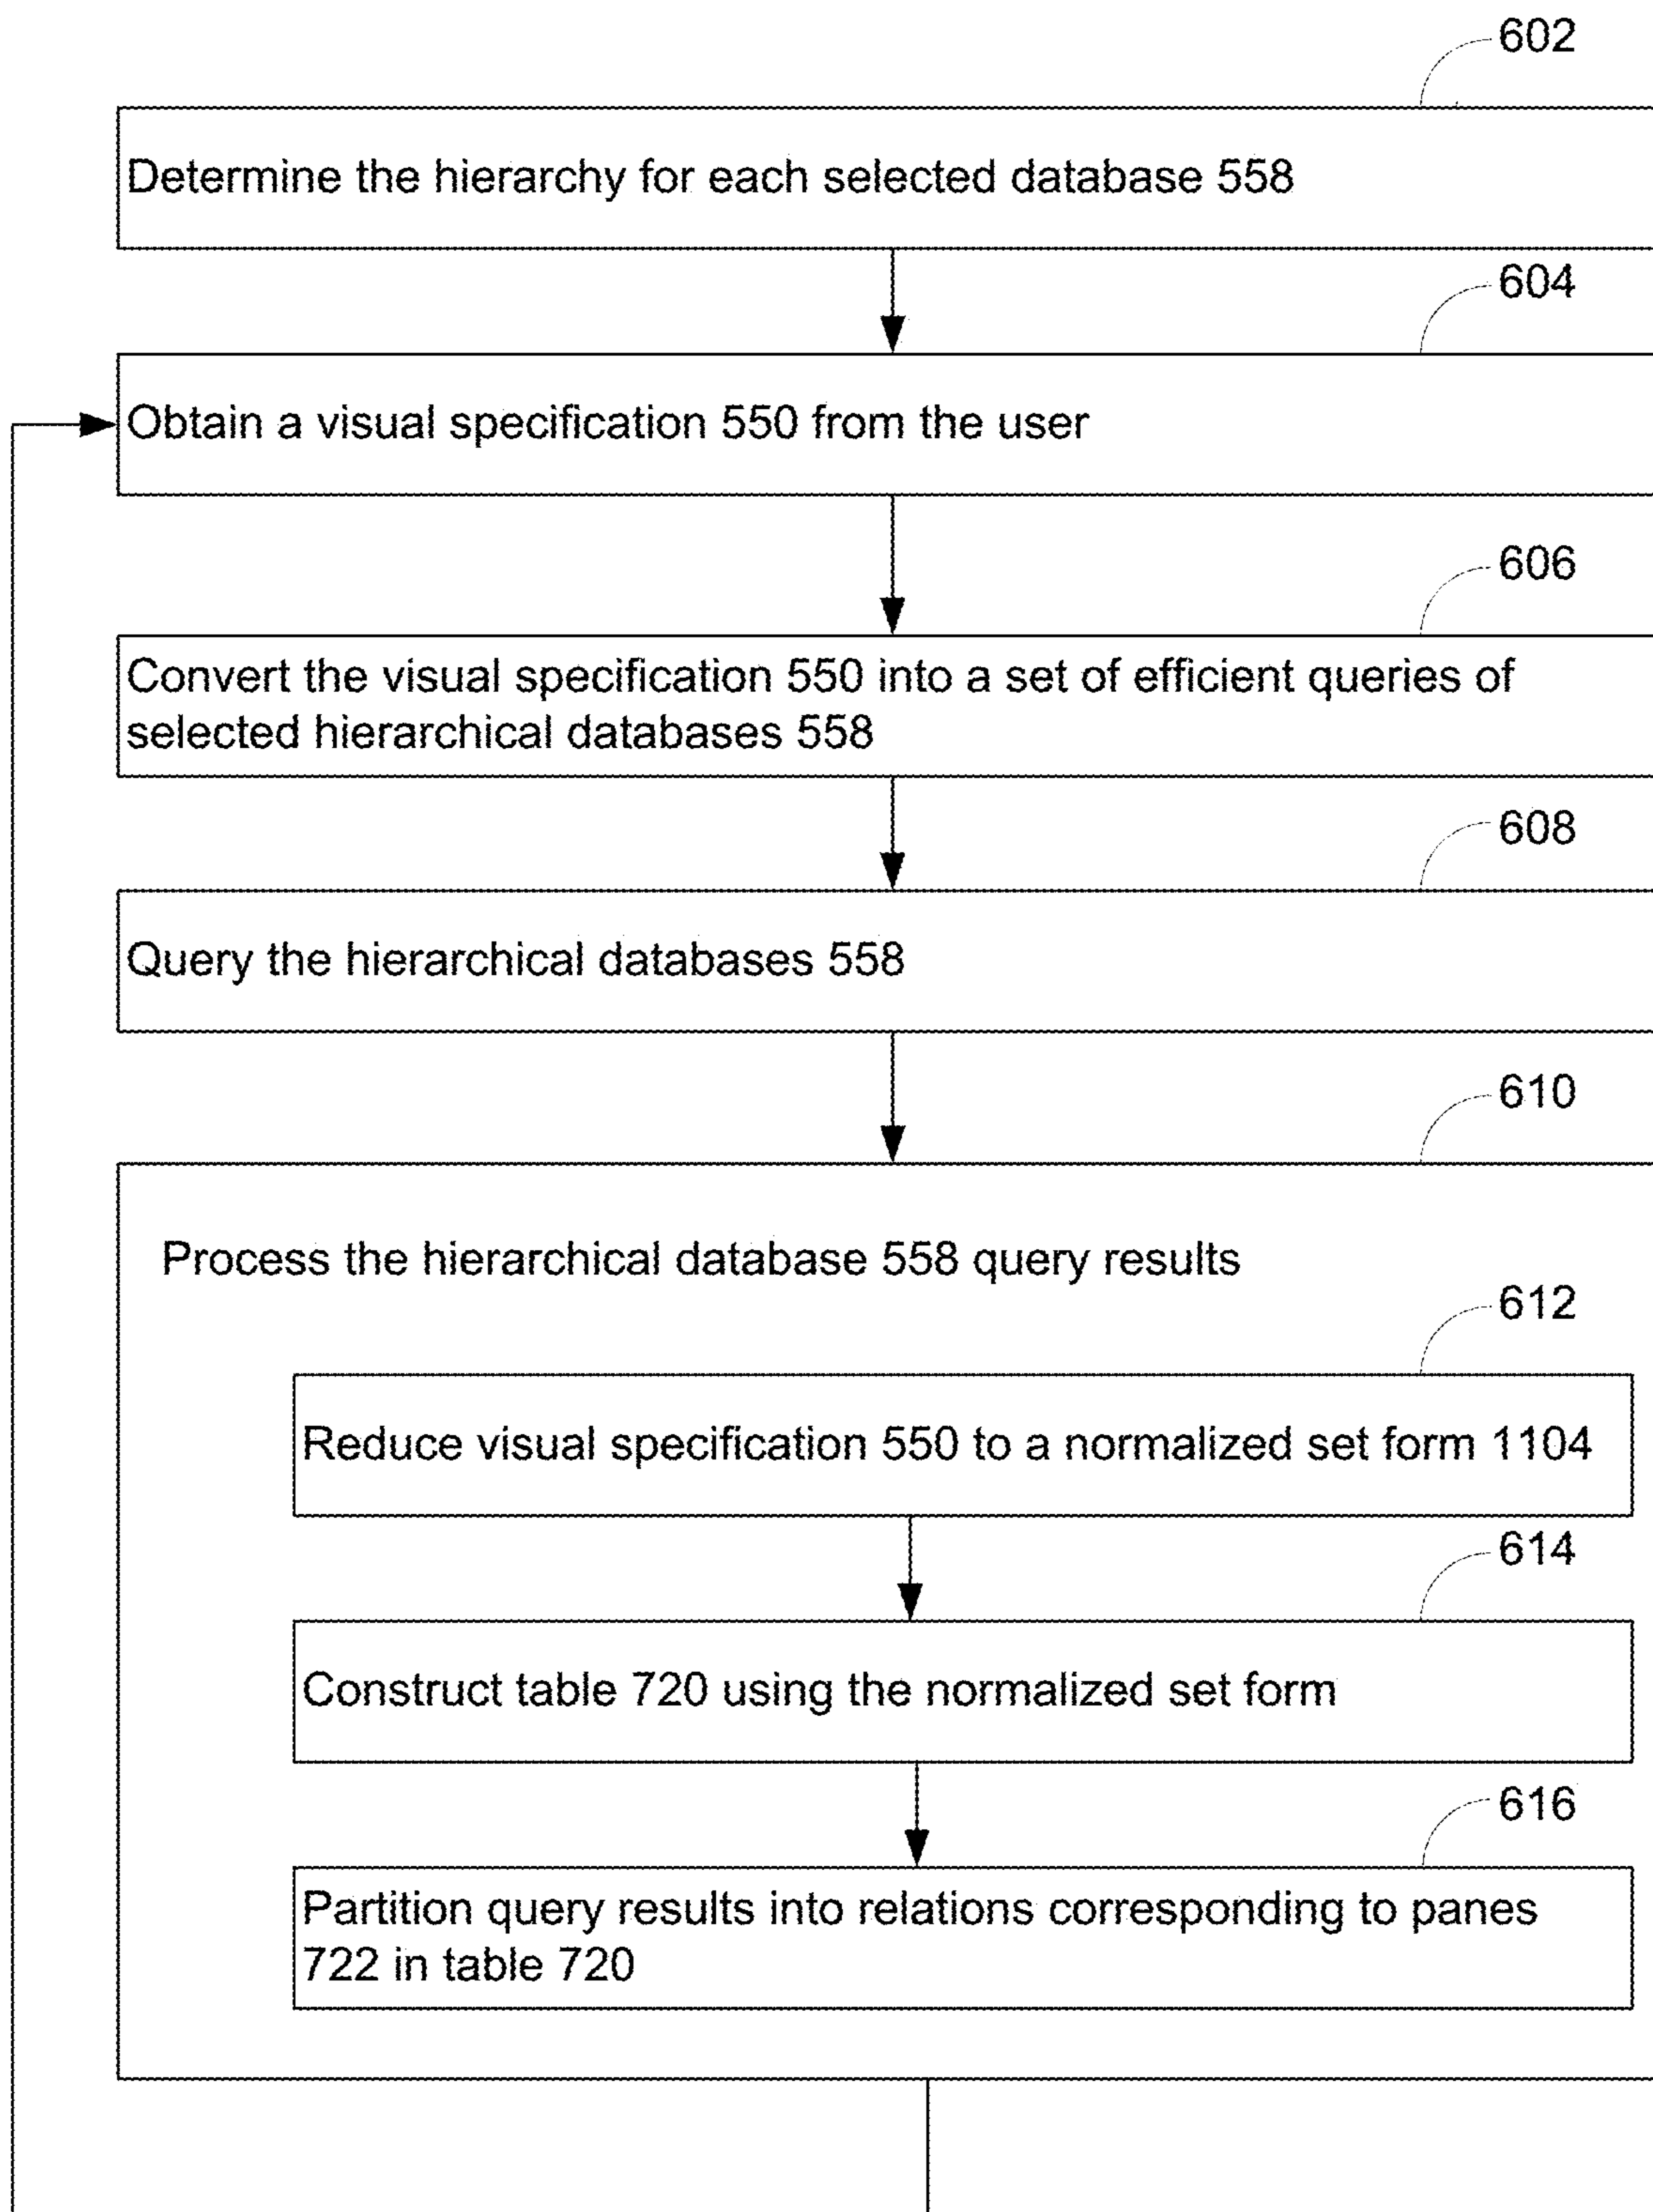 602
Determine the hierarchy for each selected database 558
604
Obtain a visual specification 550 from the user
606
Convert the visual specification 550 into a set of efficient queries of
selected hierarchical databases 558
608
Query the hierarchical databases 558
610
Process the hierarchical database 558 query results
612
Reduce visual specification 550 to a normalized set form 1104
614
Construct table 720 using the normalized set form
616
Partition query results into relations corresponding to panes
722 in table 720